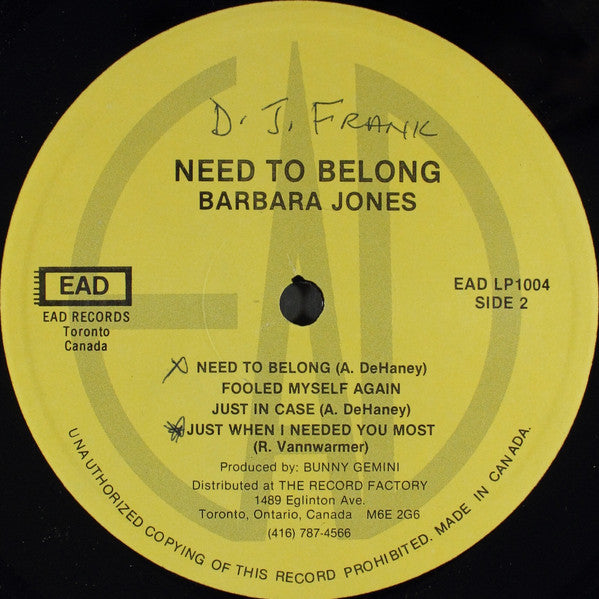 D. J. FRANK
NEED TO BELONG
BARBARA JONES
EAD
EAD RECORDS
Toronto
Canada
EAD LP1004
SIDE 2
NEED TO BELONG (A. DeHaney)
FOOLED MYSELF AGAIN
JUST IN CASE (A. DeHaney)
JUST WHEN I NEEDED YOU MOST
(R. Vannwarmer)
Produced by: BUNNY GEMINI
Distributed at THE RECORD FACTORY
1489 Eglinton Ave.
Toronto, Ontario, Canada M6E 2G6
(416) 787-4566
UNAUTHORIZED COPYING OF THIS RECORD PROHIBITED. MADE IN CANADA.